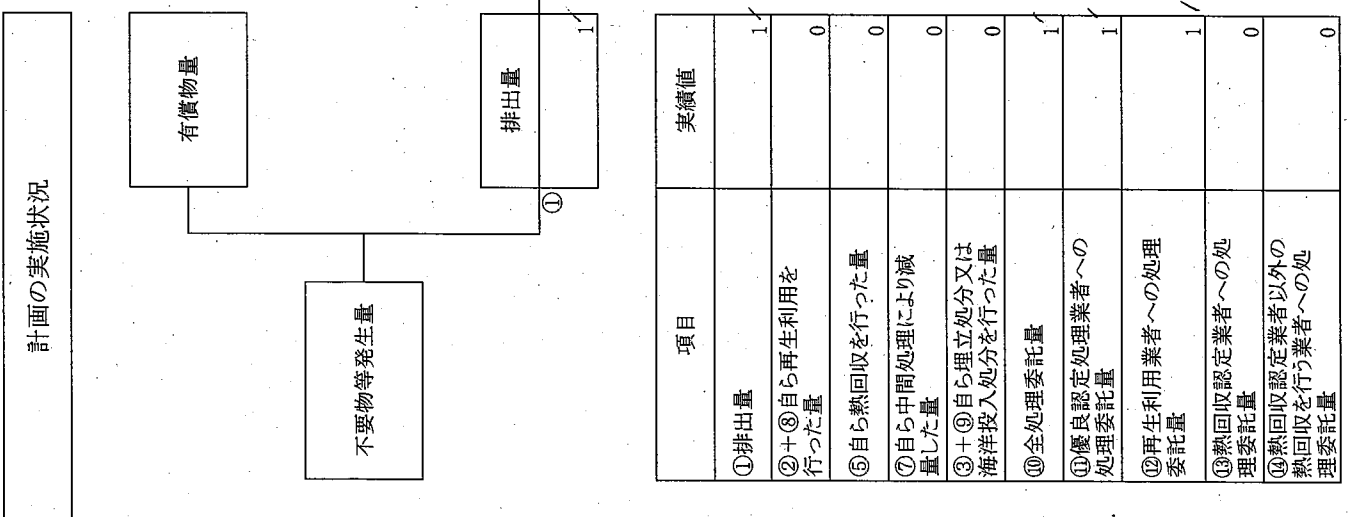 計画の実施状況
有償物量
不要物等発生量
排出量
1
①
項目
実績値
①排出量
1
②＋⑧自ら再生利用を
行った量
0
⑤自ら熱回収を行った量
0
⑦自ら中間処理により減
量した量
0
③＋⑨自ら埋立処分又は
海洋投入処分を行った量
0
⑩全処理委託量
1
⑪優良認定処理業者への
処理委託量
1
⑫再生利用業者への処理
委託量
1
⑬熱回収認定業者への処
理委託量
0
⑭熱回収認定業者以外の
熱回収を行う業者への処
理委託量
0